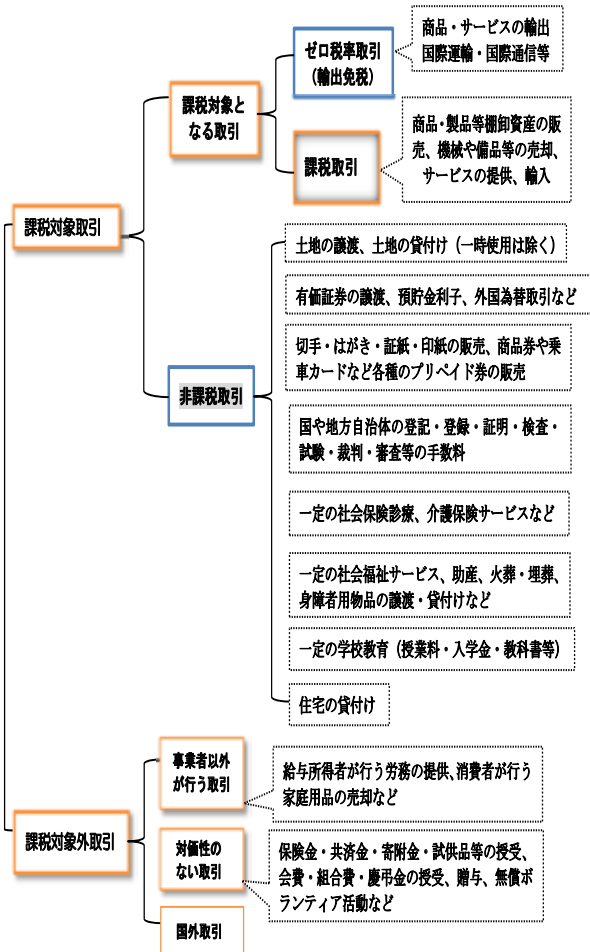 商品・サービスの輸出
国際運輸・国際通信等
ゼロ税率取引
（輸出免税）
課税対象と
なる取引
商品・製品等棚卸資産の販
売、機械や備品等の売却、
サービスの提供、輸入
課税取引
課税対象取引
土地の譲渡、土地の貸付け（一時使用は除く）
有価証券の譲渡、預貯金利子、外国為替取引など
切手・はがき・証紙・印紙の販売、商品券や乗
車カードなど各種のプリペイド券の販売
非課税取引
国や地方自治体の登記・登録・証明・検査・
試験・裁判・審査等の手数料
一定の社会保険診療、介護保険サービスなど
一定の社会福祉サービス、助産、火葬・埋葬、
身障者用物品の譲渡・貸付けなど
一定の学校教育（授業料・入学金・教科書等）
住宅の貸付け
事業者以外
が行う取引
給与所得者が行う労務の提供、消費者が行う
家庭用品の売却など
課税対象外取引
対価性の
ない取引
保険金・共済金・寄附金・試供品等の授受、
会費・組合費・慶弔金の授受、贈与、無償ボ
ランティア活動など
国外取引